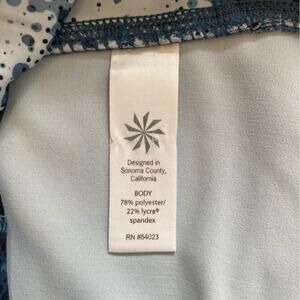 Designed in
Sonoma County,
California
BODY
78% polyester/
22% lycra®
spandex
RN #54023